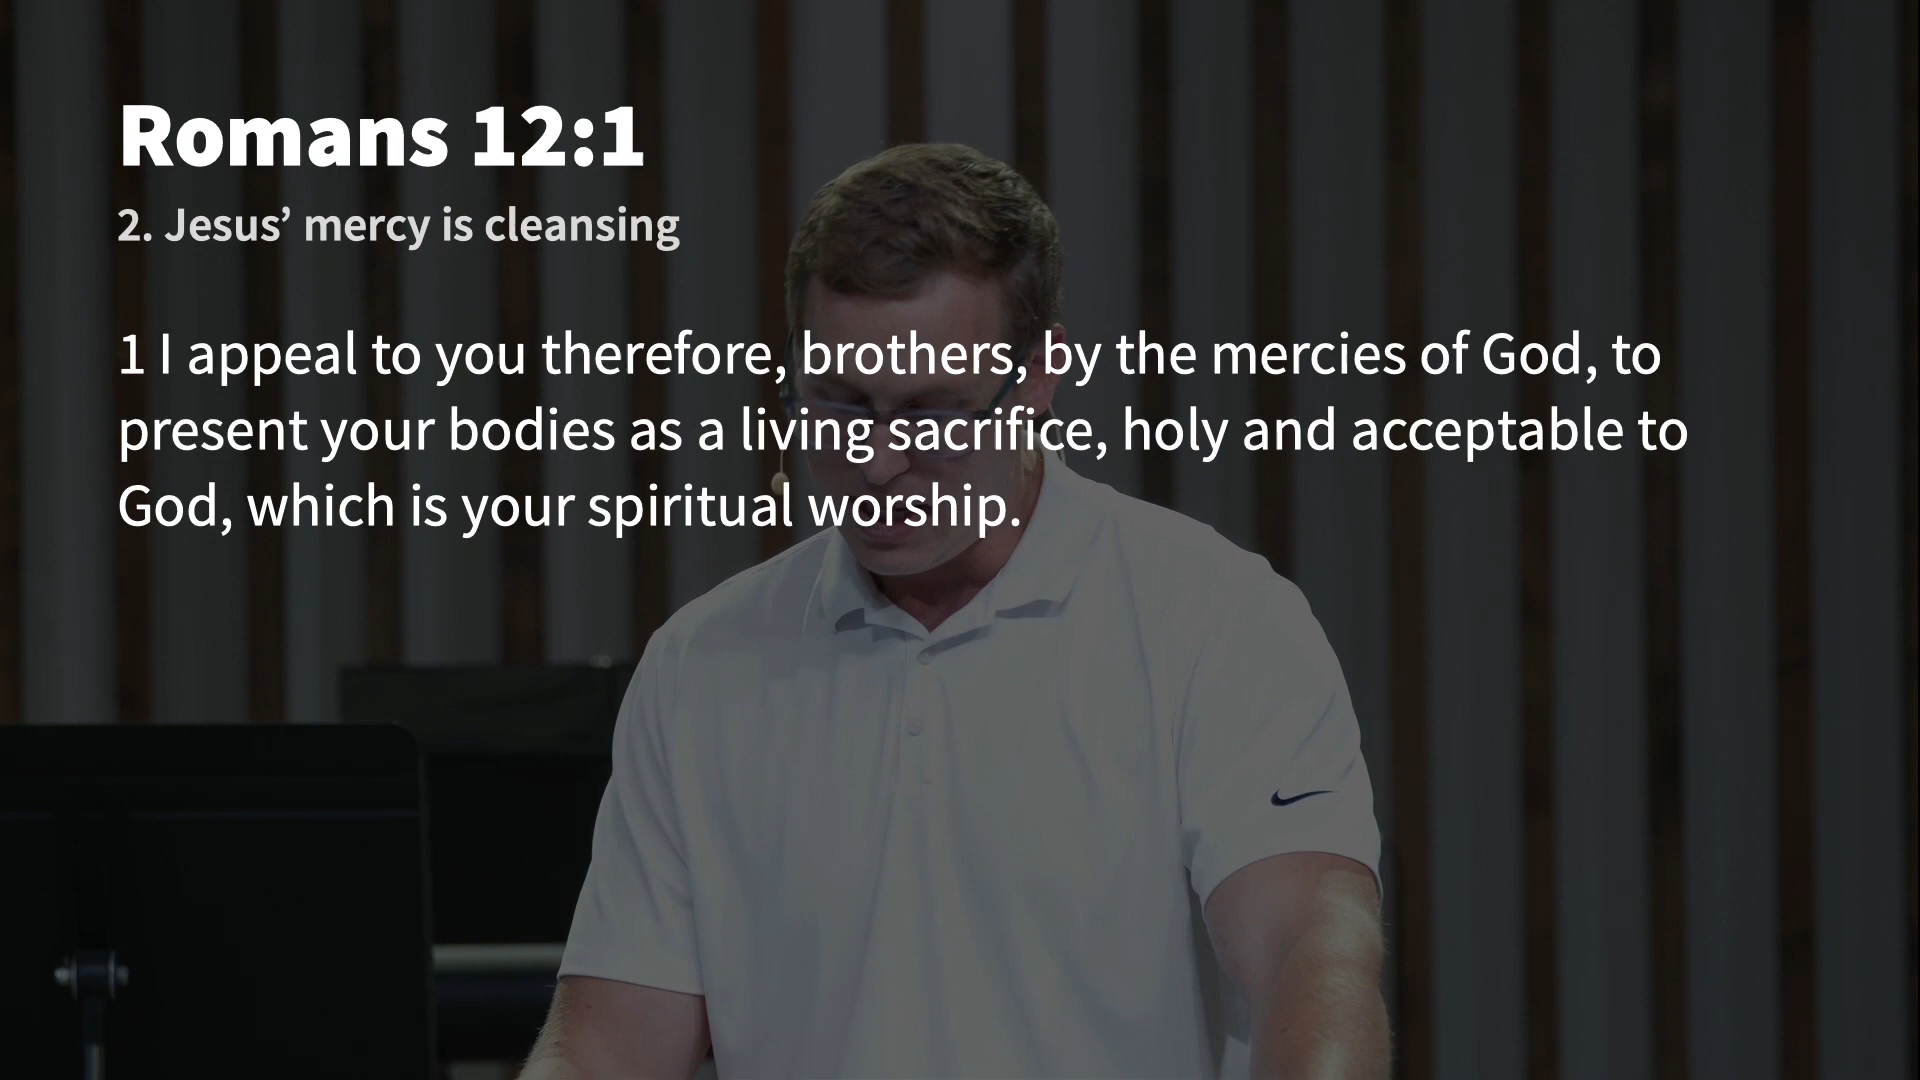 Romans 12:1
2. Jesus’ mercy is cleansing
1 I appeal to you therefore, brothers, by the mercies of God, to
present your bodies as a living sacrifice, holy and acceptable to
God, which is your spiritual worship.